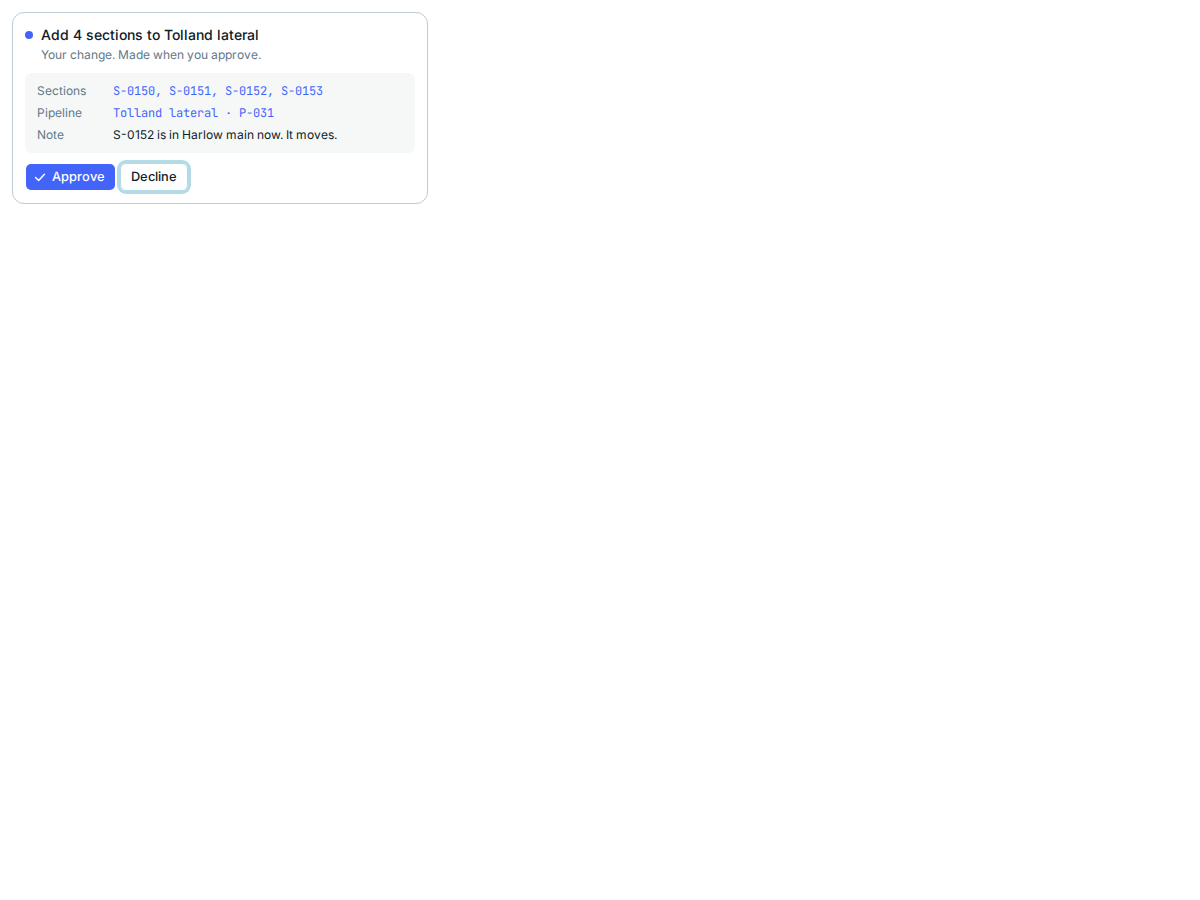 Add 4 sections to Tolland lateral
Your change. Made when you approve.
Sections S-0150, S-0151, S-0152, S-0153
Pipeline Tolland lateral · P-031
Note S-0152 is in Harlow main now. It moves.
Approve Decline